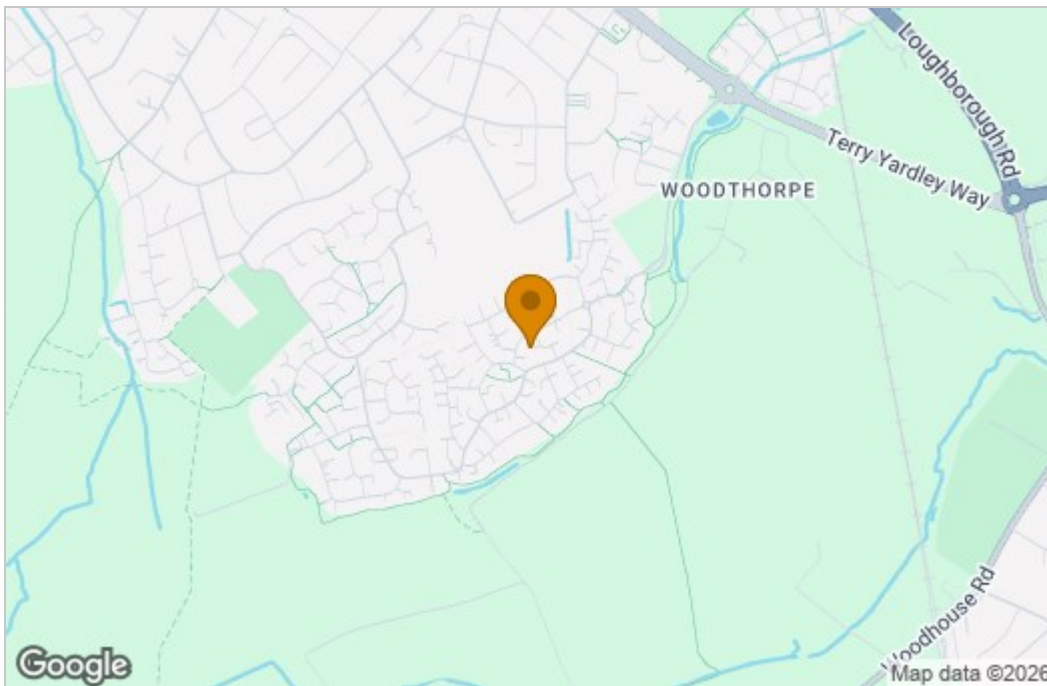 Loughborough Rd
Terry Yardley Way
WOODTHORPE
Woodhouse Rd
Google
Map data ©2026